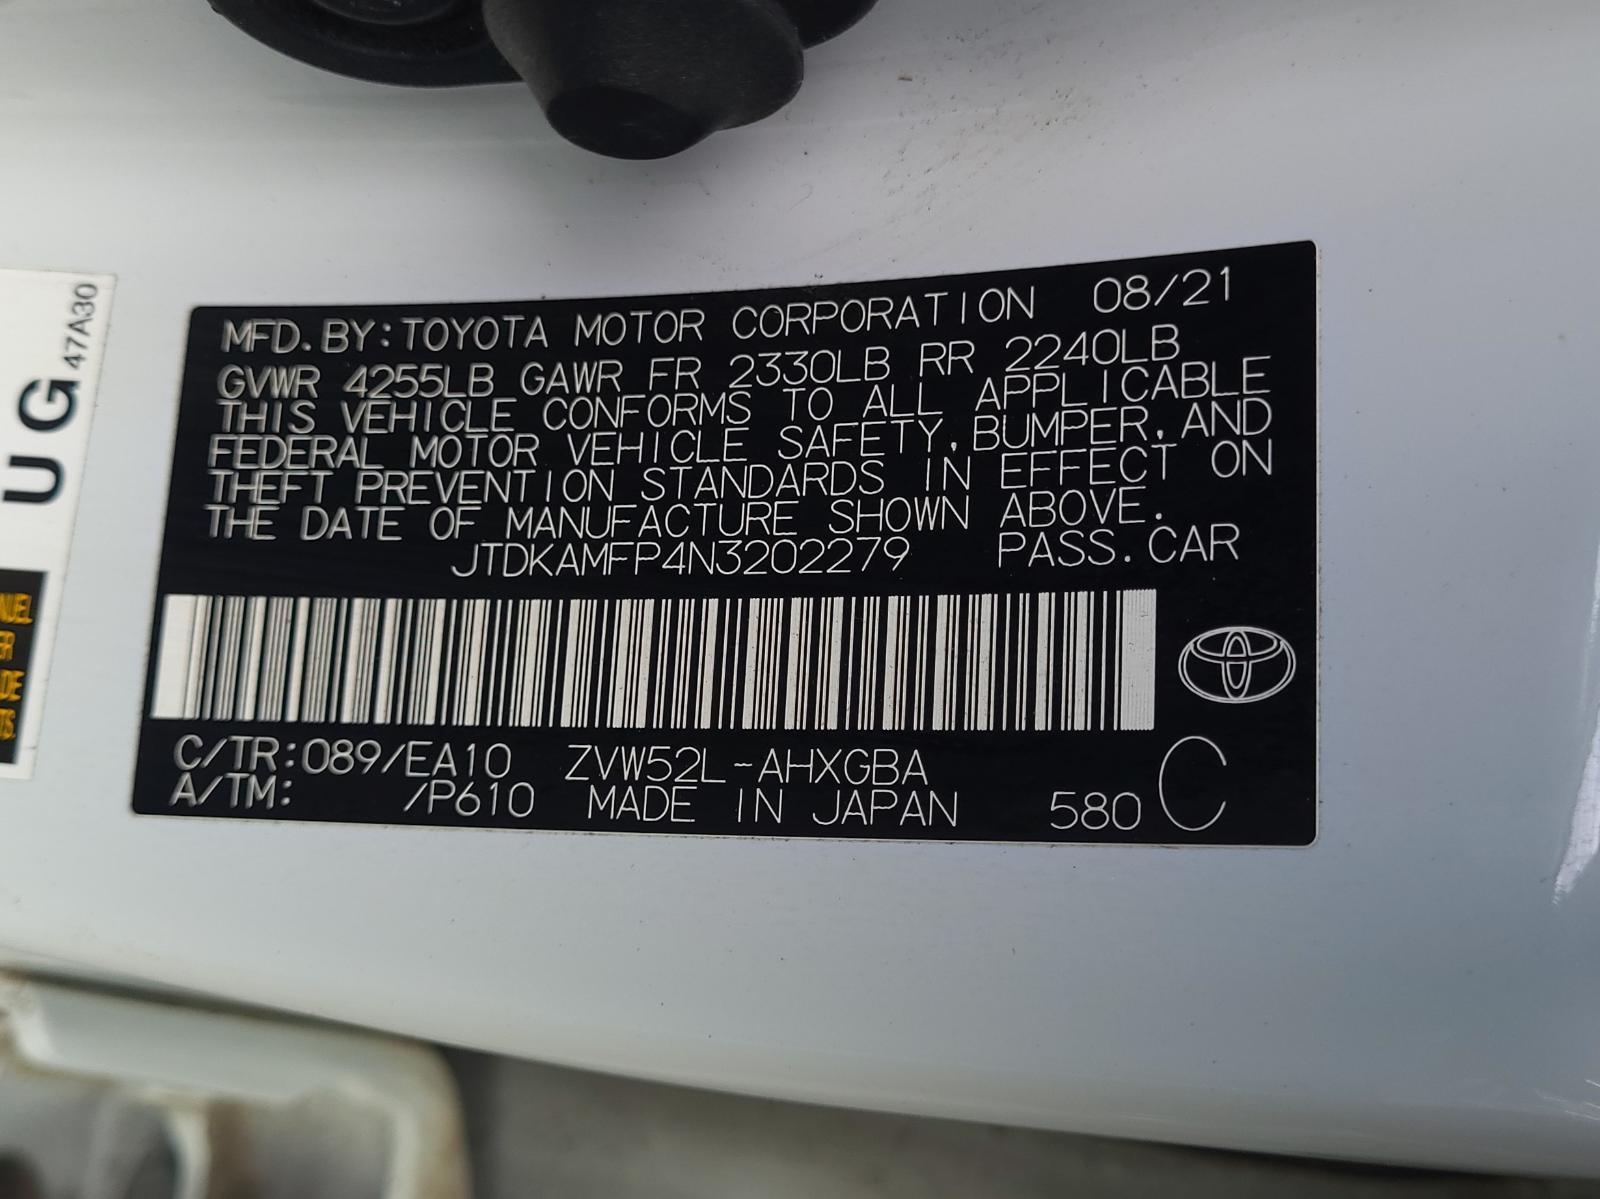 MFD. BY: TOYOTA MOTOR CORPORATION 08/21
GVWR 4255LB GAWR FR 2330LB RR 2240LB
THIS VEHICLE CONFORMS TO ALL APPLICABLE
FEDERAL MOTOR VEHICLE SAFETY, BUMPER, AND
THEFT PREVENTION STANDARDS IN EFFECT ON
THE DATE OF MANUFACTURE SHOWN ABOVE.
JTDKAMFP4N3202279 PASS. CAR
C/TR: 089/EA10 ZVW52L-AHXGBA C
A/TM: /P610 MADE IN JAPAN 580
UG 47A30